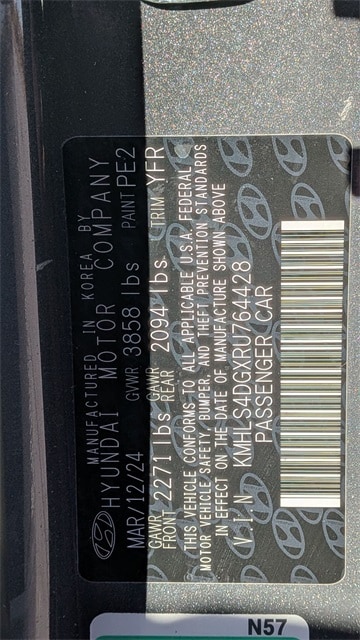 MANUFACTURED IN KOREA BY
HYUNDAI MOTOR COMPANY
MAR/12/24 GVWR 3858 lbs PAINT PE2
GAWR FRONT 2271 lbs GAWR REAR 2094 lbs. TRIM YFR
THIS VEHICLE CONFORMS TO ALL APPLICABLE U.S.A. FEDERAL
MOTOR VEHICLE SAFETY BUMPER, AND THEFT PREVENTION STANDARDS
IN EFFECT ON THE DATE OF MANUFACTURE SHOWN ABOVE
V.I.N KMHLS4DGXRU764428
PASSENGER CAR
N57